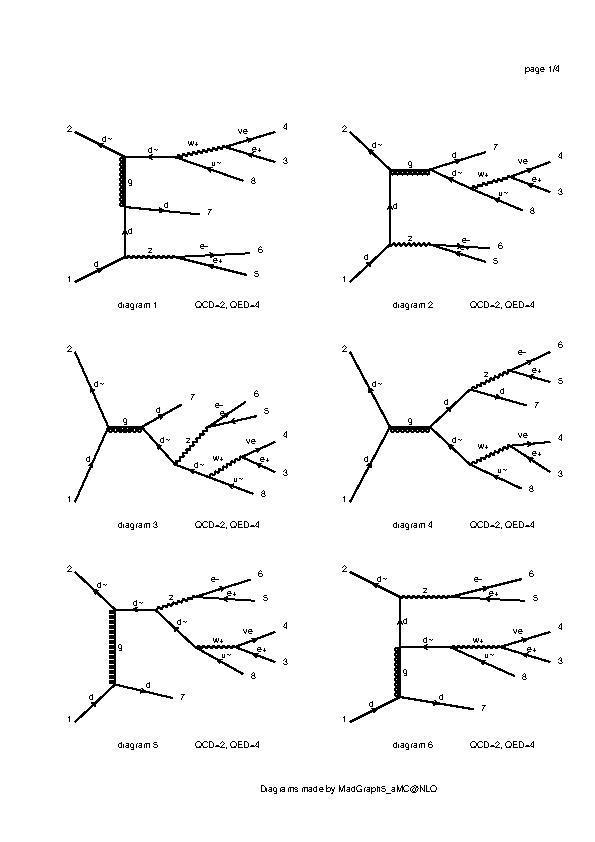 page 1/4
2 d~ d~ w+ ve 4
e+ 3
u~ 8
g
d 7
d
z e- 6
e+ 5
1 d
diagram 1 QCD=2, QED=4
2 d~ g d 7
d~ w+ ve 4
e+ 3
u~ 8
d
z e- 6
e+ 5
1 d
diagram 2 QCD=2, QED=4
2 d~ g d 7
d~ z e- 6
e 5
d~ w+ ve 4
e+ 3
u~ 8
1 d
diagram 3 QCD=2, QED=4
2 d~ g d z e- 6
e+ 5
d 7
d~ w+ ve 4
e+ 3
u~ 8
1 d
diagram 4 QCD=2, QED=4
2 d~ d~ z e- 6
e+ 5
d~ w+ ve 4
e+ 3
u~ 8
g
1 d d 7
diagram 5 QCD=2, QED=4
2 d~ z e- 6
e+ 5
d
d~ w+ ve 4
e+ 3
u~ 8
g
1 d d 7
diagram 6 QCD=2, QED=4
Diagrams made by MadGraph5_aMC@NLO